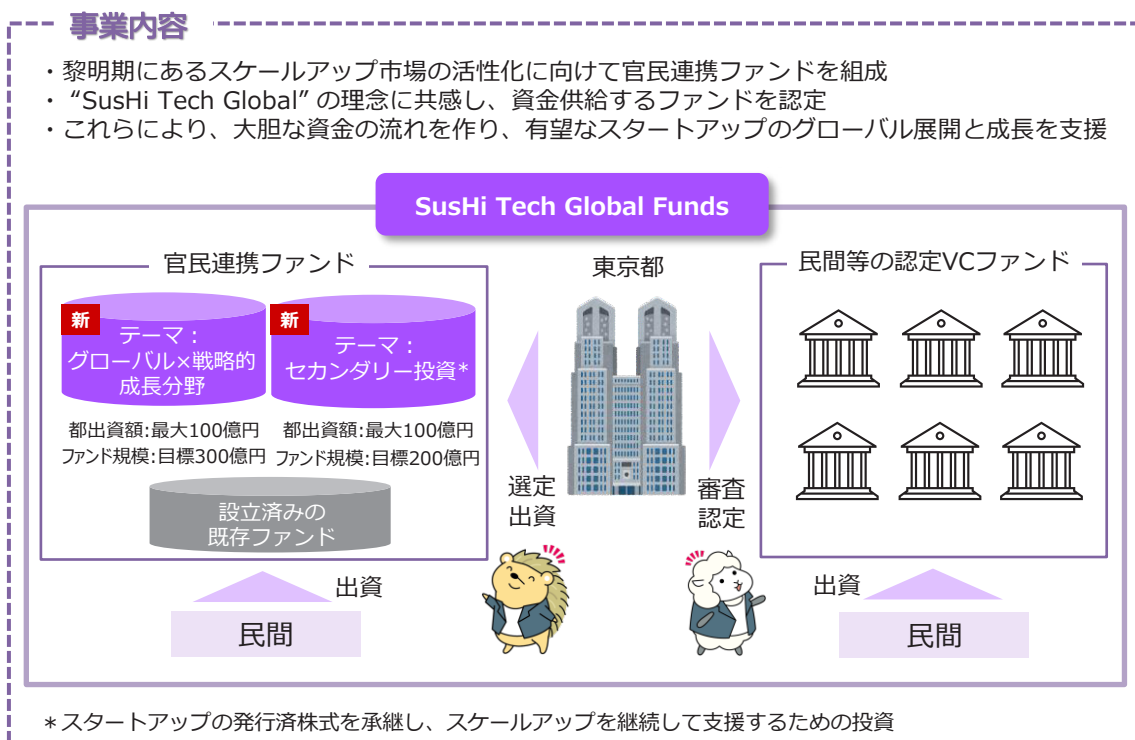 事業内容
・黎明期にあるスケールアップ市場の活性化に向けて官民連携ファンドを組成
・ “SusHi Tech Global” の理念に共感し、資金供給するファンドを認定
・これらにより、大胆な資金の流れを作り、有望なスタートアップのグローバル展開と成長を支援
SusHi Tech Global Funds
官民連携ファンド
新
テーマ：
グローバル×戦略的
成長分野
新
テーマ：
セカンダリー投資*
都出資額:最大100億円
ファンド規模:目標300億円
都出資額:最大100億円
ファンド規模:目標200億円
設立済みの
既存ファンド
出資
民間
東京都
選定
出資
審査
認定
民間等の認定VCファンド
出資
民間
＊スタートアップの発行済株式を承継し、スケールアップを継続して支援するための投資